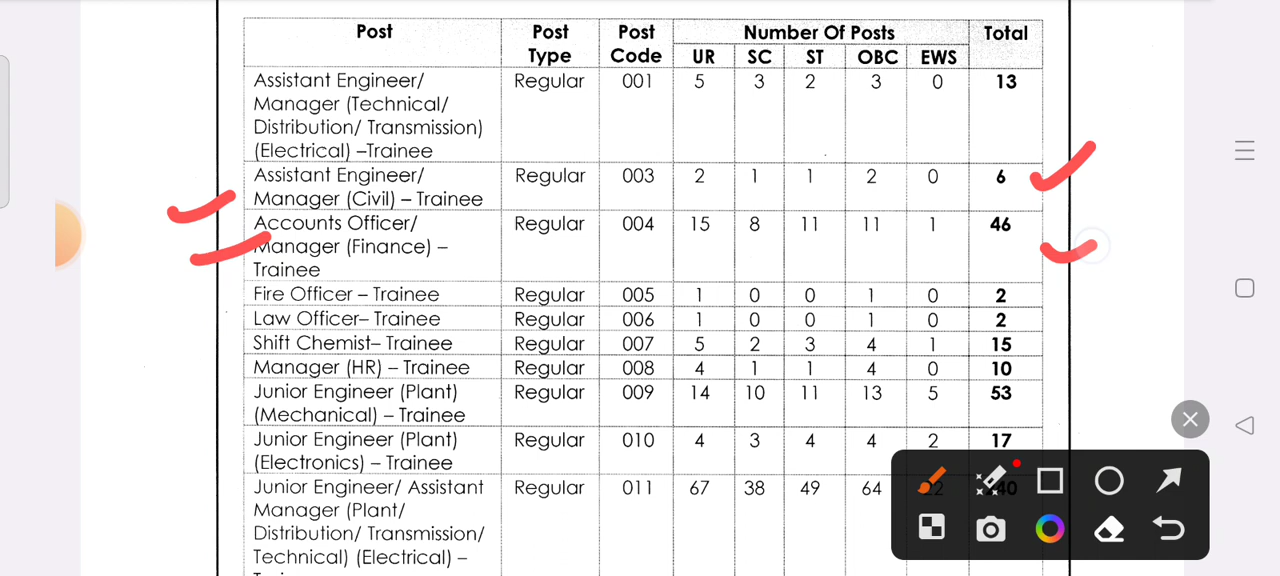 Post Post Post Number Of Posts Total
Type Code UR SC ST OBC EWS
Assistant Engineer/ Regular 001 5 3 2 3 0 13
Manager (Technical/
Distribution/ Transmission)
(Electrical) –Trainee
Assistant Engineer/ Regular 003 2 1 1 2 0 6
Manager (Civil) – Trainee
Accounts Officer/ Regular 004 15 8 11 11 1 46
Manager (Finance) –
Trainee
Fire Officer – Trainee Regular 005 1 0 0 1 0 2
Law Officer– Trainee Regular 006 1 0 0 1 0 2
Shift Chemist– Trainee Regular 007 5 2 3 4 1 15
Manager (HR) – Trainee Regular 008 4 1 1 4 0 10
Junior Engineer (Plant) Regular 009 14 10 11 13 5 53
(Mechanical) – Trainee
Junior Engineer (Plant) Regular 010 4 3 4 4 2 17
(Electronics) – Trainee
Junior Engineer/ Assistant Regular 011 67 38 49 64
Manager (Plant/
Distribution/ Transmission/
Technical) (Electrical) –